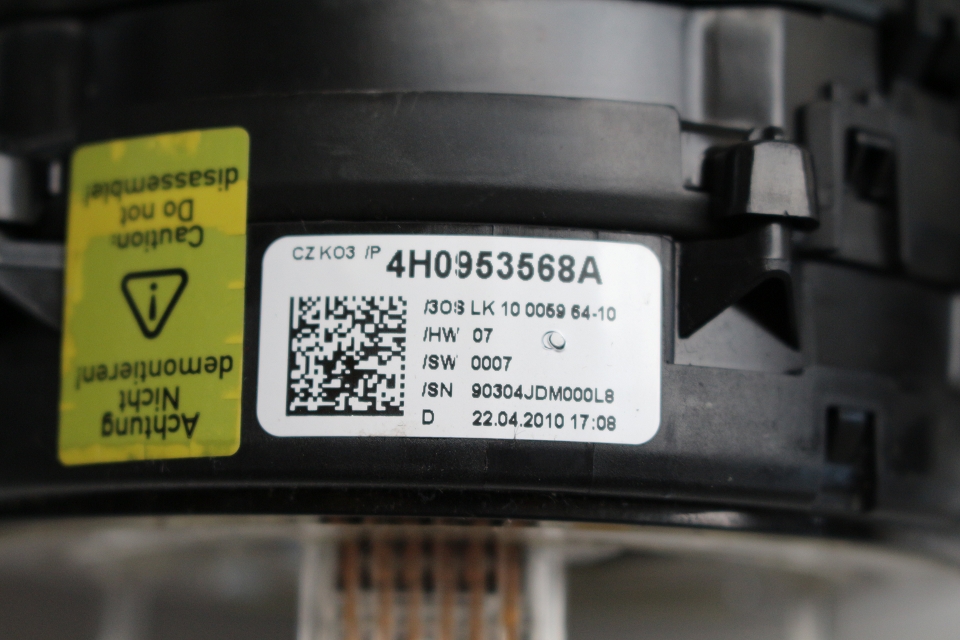 CZ K03 /P 4H0953568A
/3OS LK 10 0059 64-10
/HW 07
/SW 0007
/SN 90304JDM000L8
D 22.04.2010 17:08
Achtung
Nicht
demontieren!
Caution:
Do not
disassemble!